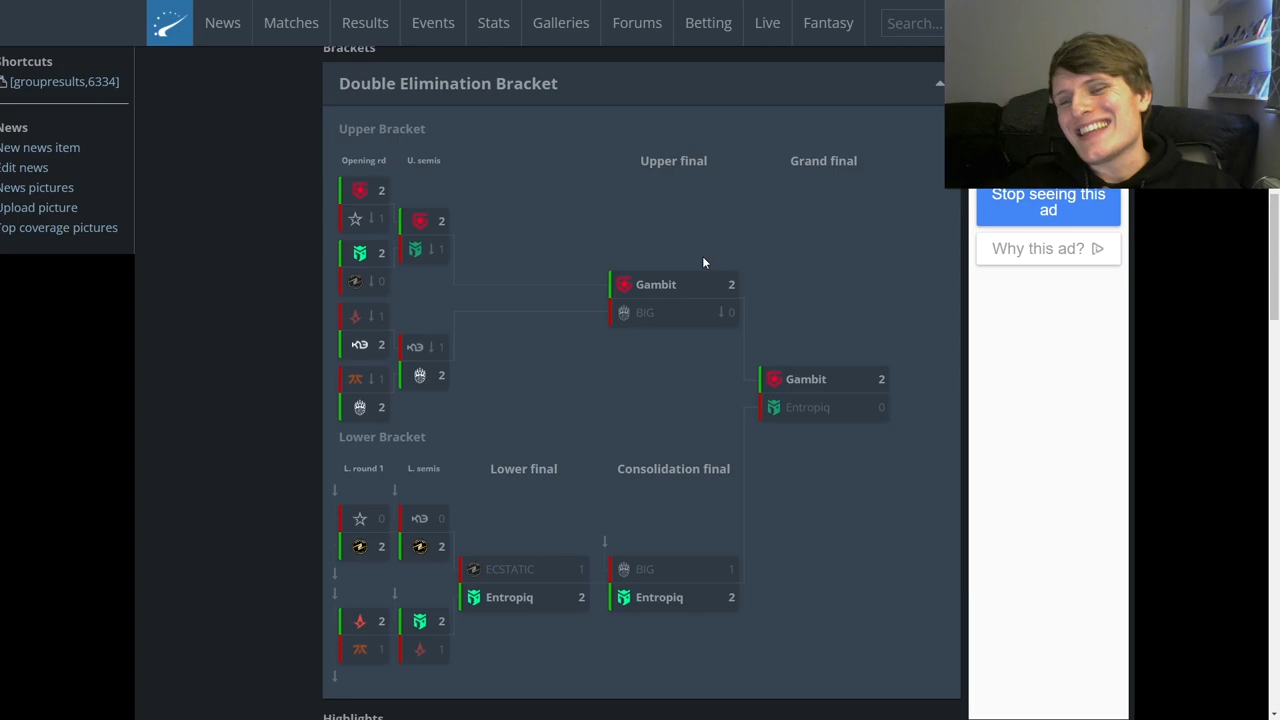 News Matches Results Events Stats Galleries Forums Betting Live Fantasy Search...
Shortcuts
[groupresults,6334]
News
New news item
Edit news
News pictures
Upload picture
Top coverage pictures
Brackets
Double Elimination Bracket
Upper Bracket
Opening rd U. semis Upper final Grand final
2
1
2
0
1
2
1
2
2
1
1
2
Gambit 2
BIG 0
Gambit 2
Entropiq 0
Lower Bracket
L. round 1 L. semis Lower final Consolidation final
0
2
2
1
0
2
2
1
ECSTATIC 1
Entropiq 2
BIG 1
Entropiq 2
Highlights
Stop seeing this
ad
Why this ad?